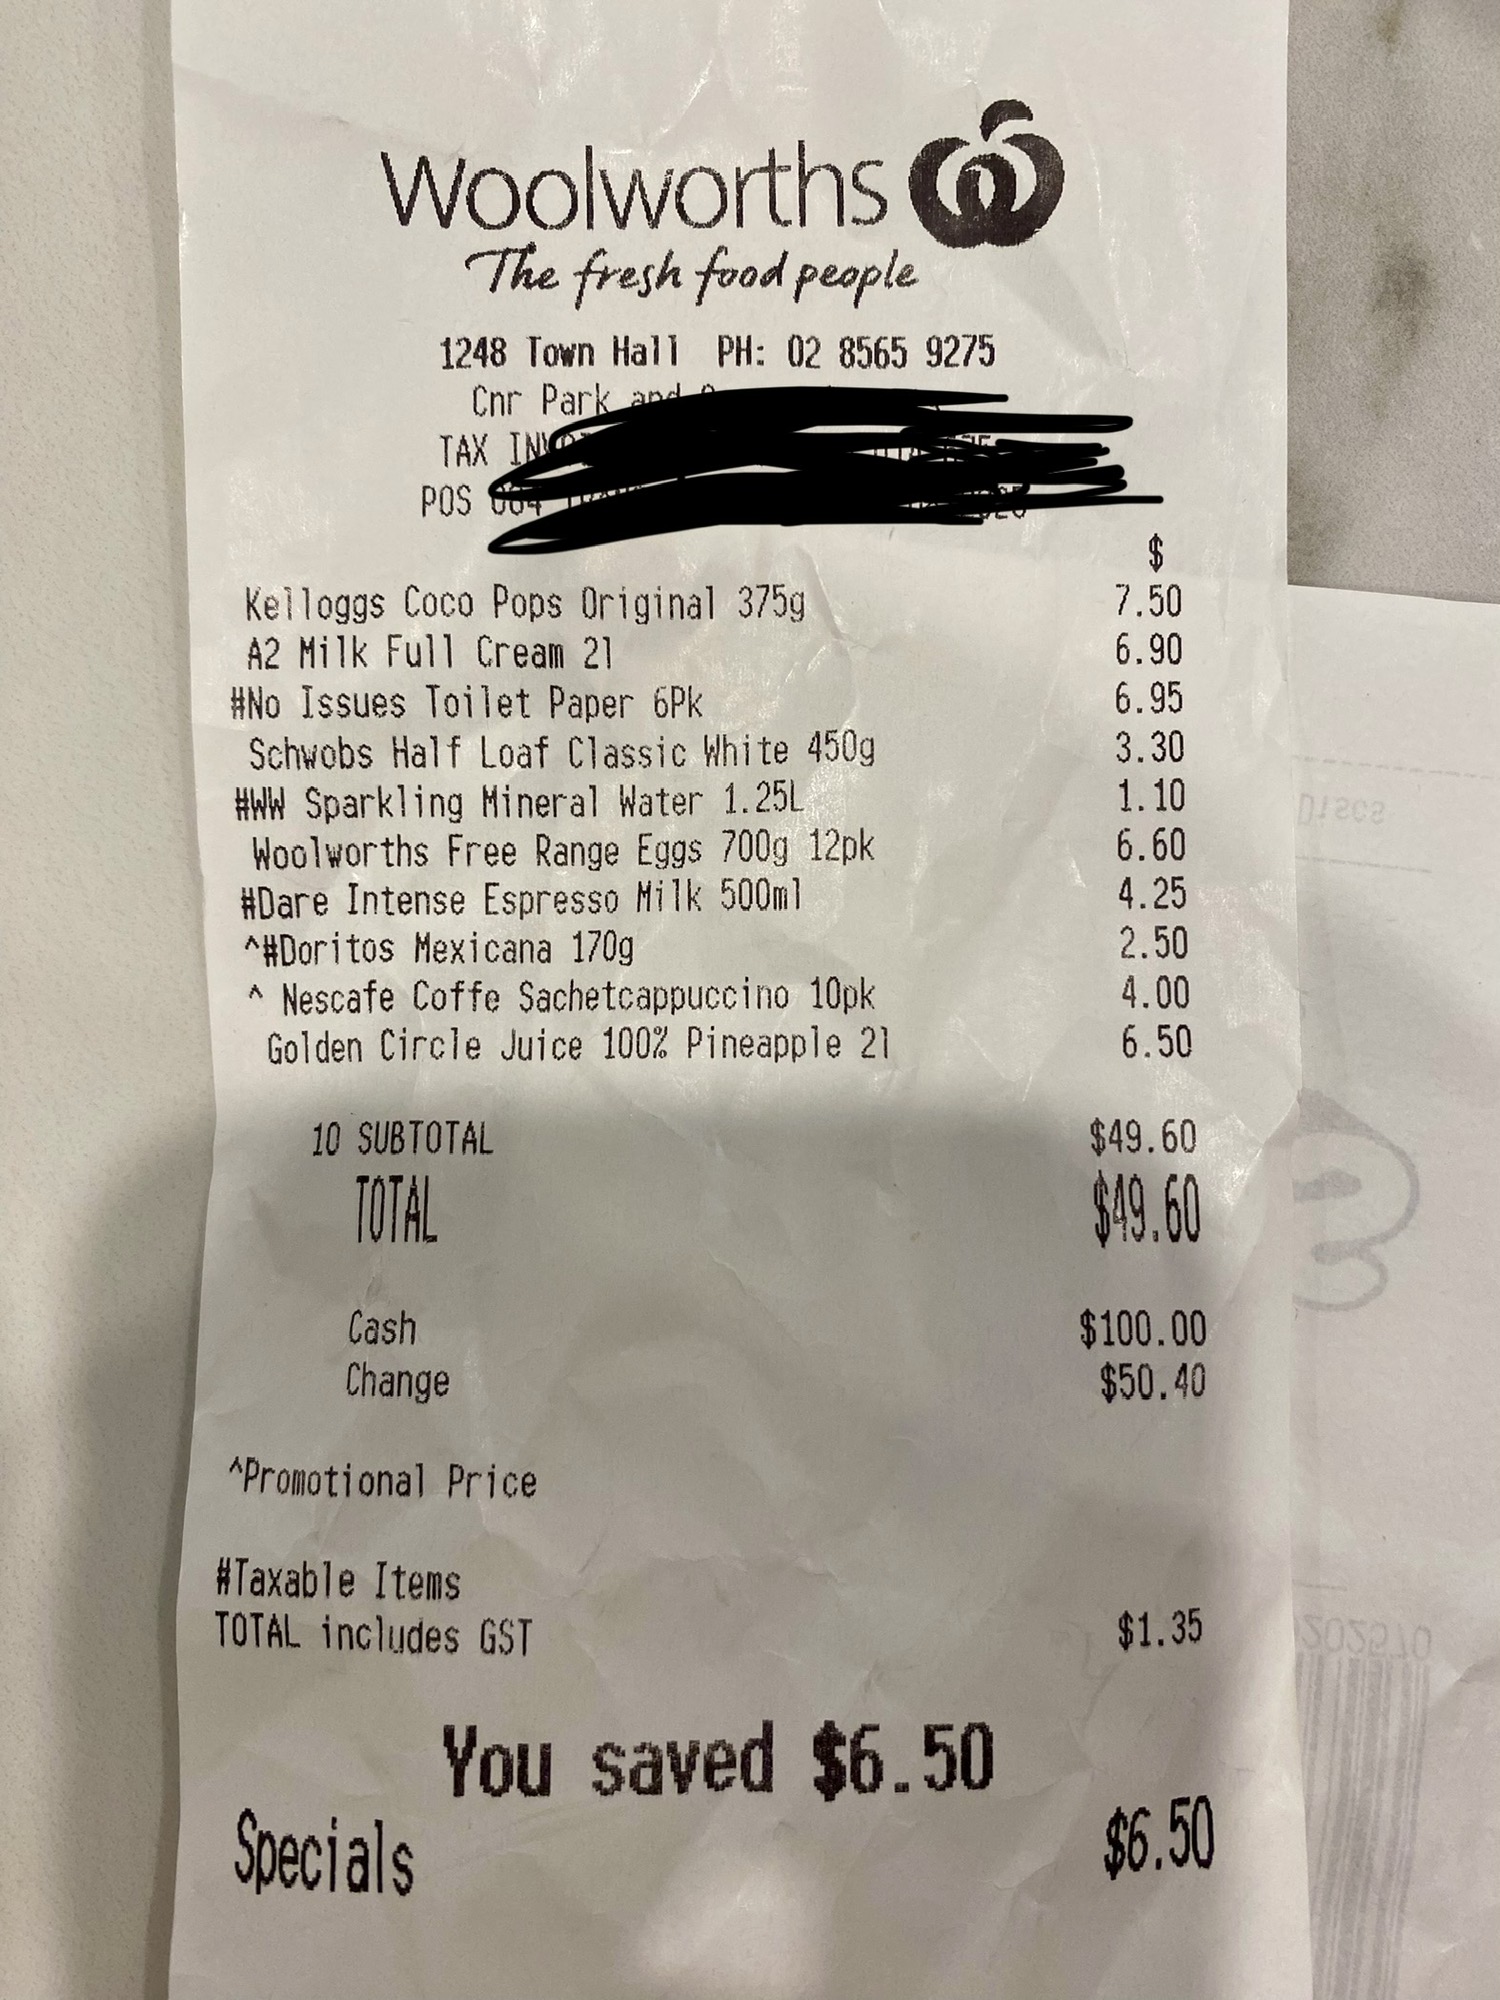 Woolworths
The fresh food people
1248 Town Hall PH: 02 8565 9275
Cnr Park and
TAX
POS
$
Kelloggs Coco Pops Original 375g 7.50
A2 Milk Full Cream 2l 6.90
#No Issues Toilet Paper 6Pk 6.95
Schwobs Half Loaf Classic White 450g 3.30
#WW Sparkling Mineral Water 1.25L 1.10
Woolworths Free Range Eggs 700g 12pk 6.60
#Dare Intense Espresso Milk 500ml 4.25
^#Doritos Mexicana 170g 2.50
^ Nescafe Coffe Sachetcappuccino 10pk 4.00
Golden Circle Juice 100% Pineapple 2l 6.50
10 SUBTOTAL $49.60
TOTAL $49.60
Cash $100.00
Change $50.40
^Promotional Price
#Taxable Items
TOTAL includes GST $1.35
You saved $6.50
Specials $6.50